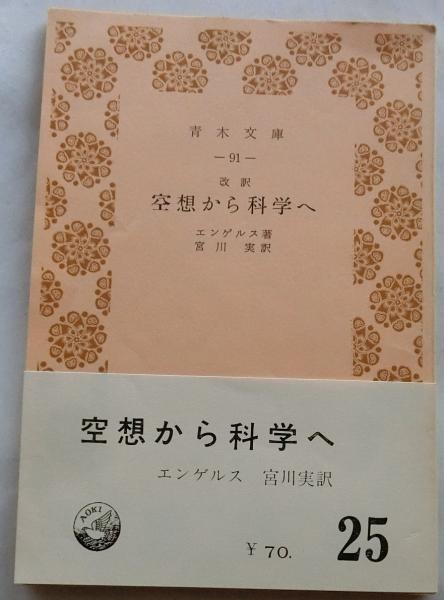 青木文庫
— 91 —
改訳
空想から科学へ
エンゲルス著
宮川 実訳
空想から科学へ
エンゲルス 宮川実訳
AOKI
¥ 70.
25